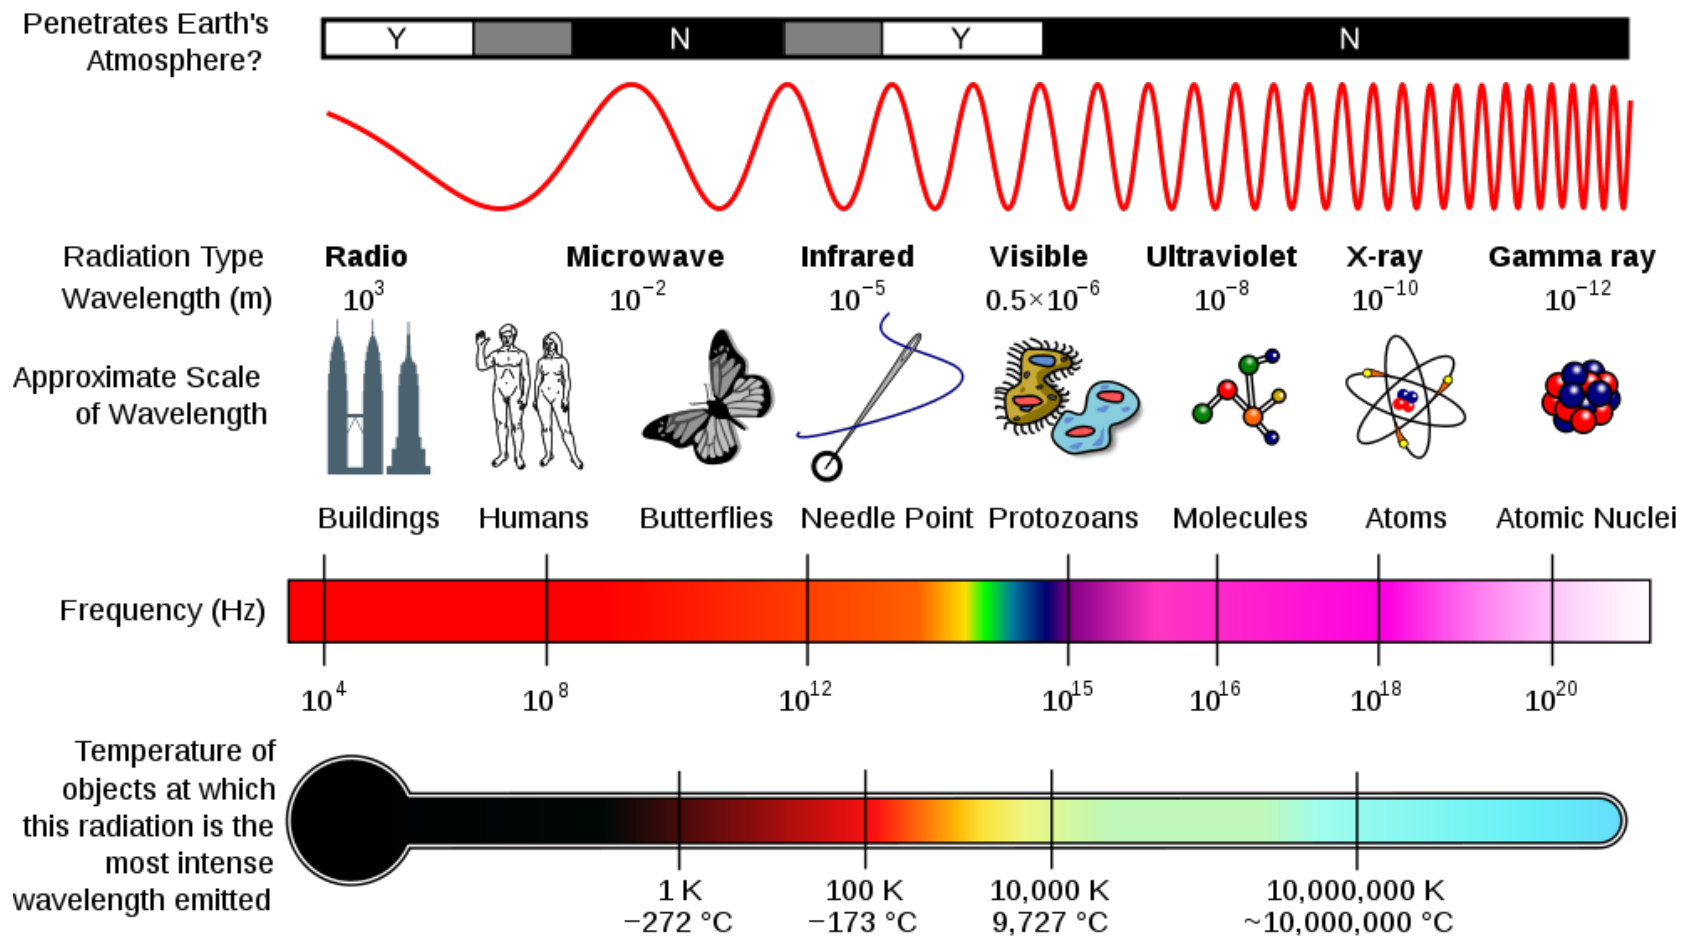 Penetrates Earth's
Atmosphere?
Y N Y N
Radiation Type Radio Microwave Infrared Visible Ultraviolet X-ray Gamma ray
Wavelength (m) 10³ 10⁻² 10⁻⁵ 0.5×10⁻⁶ 10⁻⁸ 10⁻¹⁰ 10⁻¹²
Approximate Scale
of Wavelength
Buildings Humans Butterflies Needle Point Protozoans Molecules Atoms Atomic Nuclei
Frequency (Hz)
10⁴ 10⁸ 10¹² 10¹⁵ 10¹⁶ 10¹⁸ 10²⁰
Temperature of
objects at which
this radiation is the
most intense
wavelength emitted
1 K 100 K 10,000 K 10,000,000 K
−272 °C −173 °C 9,727 °C ~10,000,000 °C